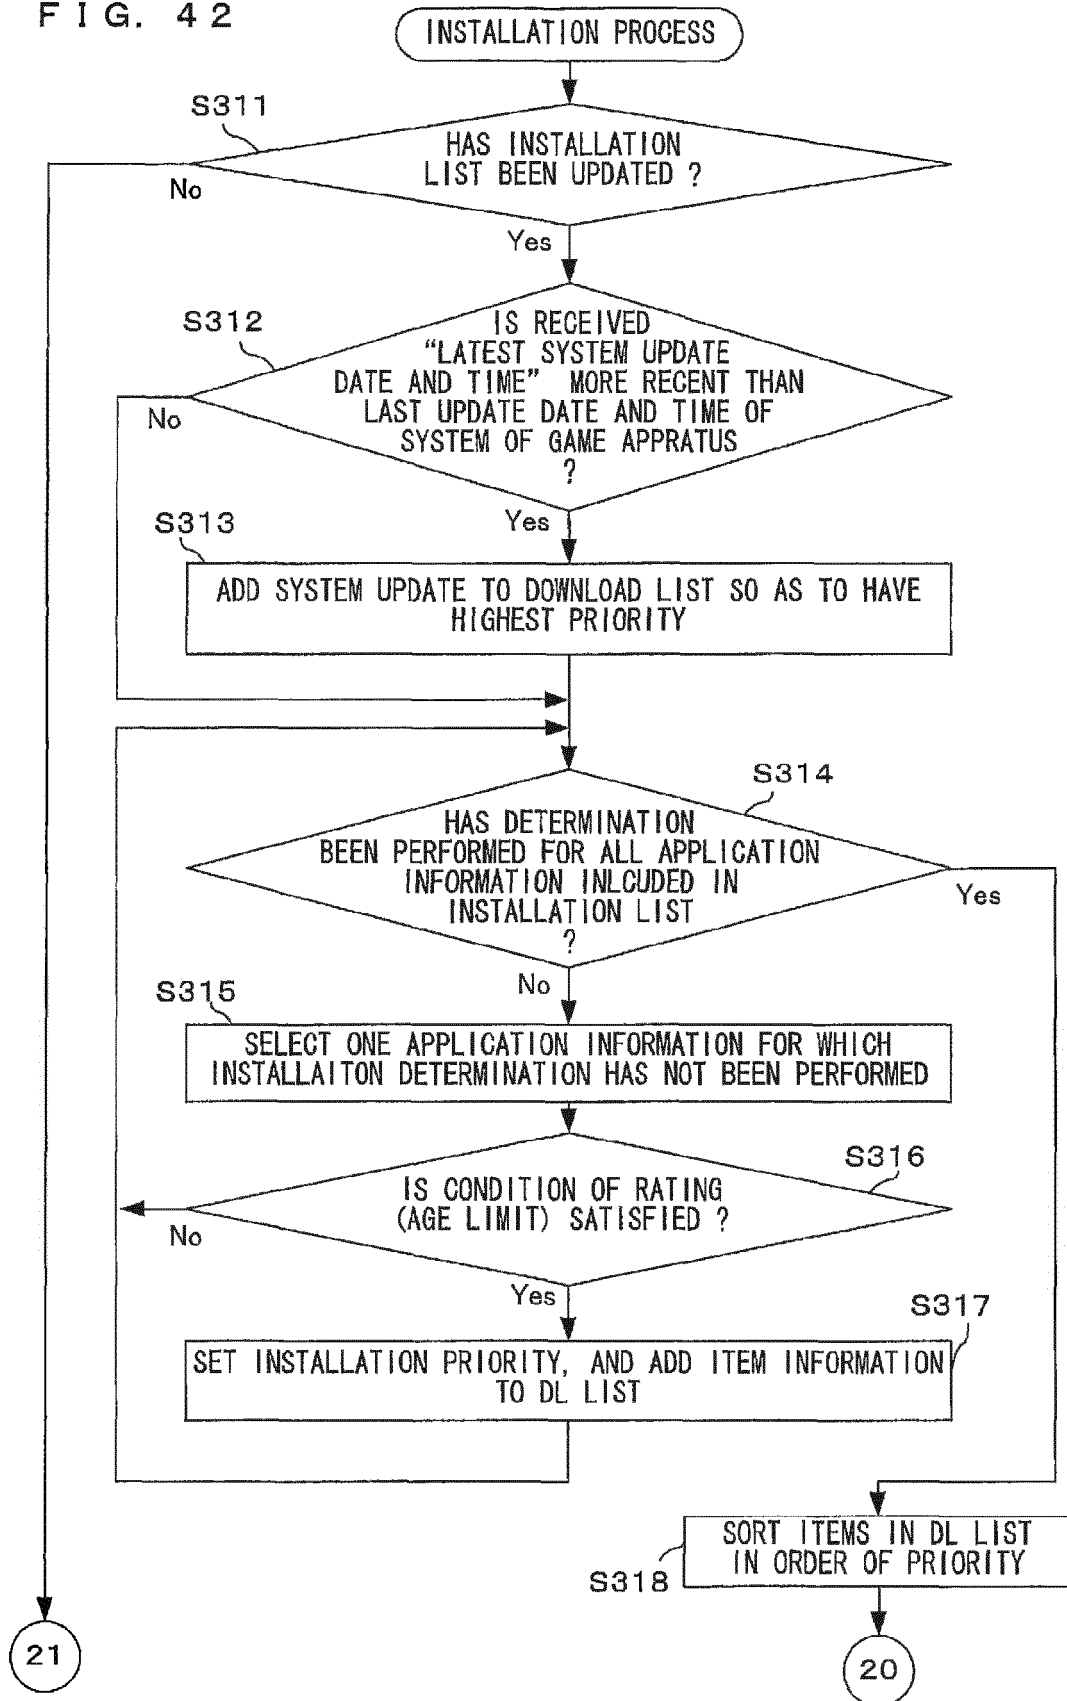 FIG. 42
INSTALLATION PROCESS
S311
HAS INSTALLATION
LIST BEEN UPDATED ?
No
Yes
S312
IS RECEIVED
“LATEST SYSTEM UPDATE
DATE AND TIME” MORE RECENT THAN
LAST UPDATE DATE AND TIME OF
SYSTEM OF GAME APPRATUS
?
No
Yes
S313
ADD SYSTEM UPDATE TO DOWNLOAD LIST SO AS TO HAVE
HIGHEST PRIORITY
S314
HAS DETERMINATION
BEEN PERFORMED FOR ALL APPLICATION
INFORMATION INLCUDED IN
INSTALLATION LIST
?
Yes
No
S315
SELECT ONE APPLICATION INFORMATION FOR WHICH
INSTALLAITON DETERMINATION HAS NOT BEEN PERFORMED
S316
IS CONDITION OF RATING
(AGE LIMIT) SATISFIED ?
No
Yes
S317
SET INSTALLATION PRIORITY, AND ADD ITEM INFORMATION
TO DL LIST
SORT ITEMS IN DL LIST
IN ORDER OF PRIORITY
S318
21
20